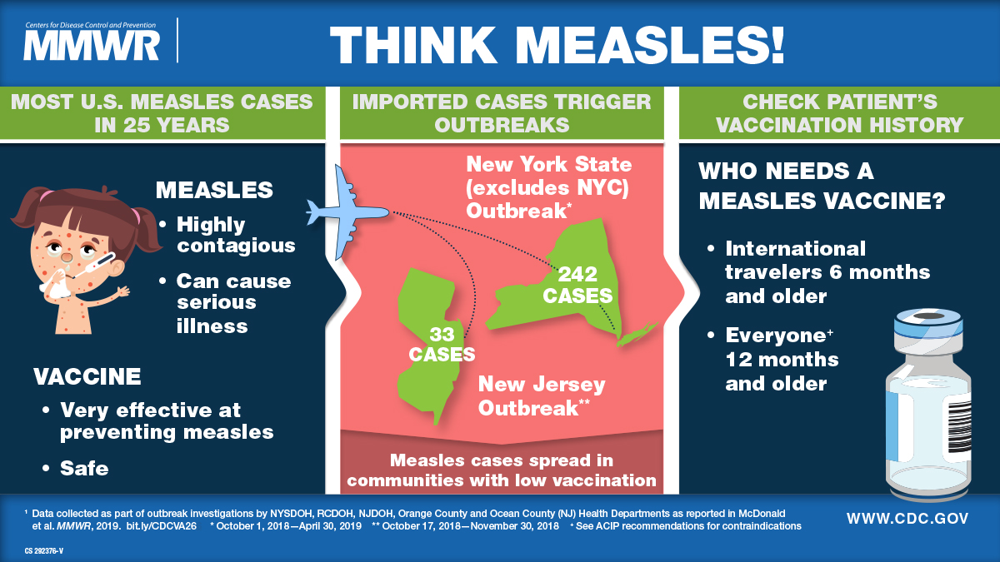 Centers for Disease Control and Prevention
MMWR
THINK MEASLES!
MOST U.S. MEASLES CASES
IN 25 YEARS
MEASLES
• Highly
contagious
• Can cause
serious
illness
VACCINE
• Very effective at
preventing measles
• Safe
IMPORTED CASES TRIGGER
OUTBREAKS
New York State
(excludes NYC)
Outbreak*
242
CASES
33
CASES
New Jersey
Outbreak**
Measles cases spread in
communities with low vaccination
CHECK PATIENT’S
VACCINATION HISTORY
WHO NEEDS A
MEASLES VACCINE?
• International
travelers 6 months
and older
• Everyone+
12 months
and older
¹ Data collected as part of outbreak investigations by NYSDOH, RCDOH, NJDOH, Orange County and Ocean County (NJ) Health Departments as reported in McDonald
et al. MMWR, 2019. bit.ly/CDCVA26 * October 1, 2018—April 30, 2019 ** October 17, 2018—November 30, 2018 + See ACIP recommendations for contraindications
WWW.CDC.GOV
CS 292376-V